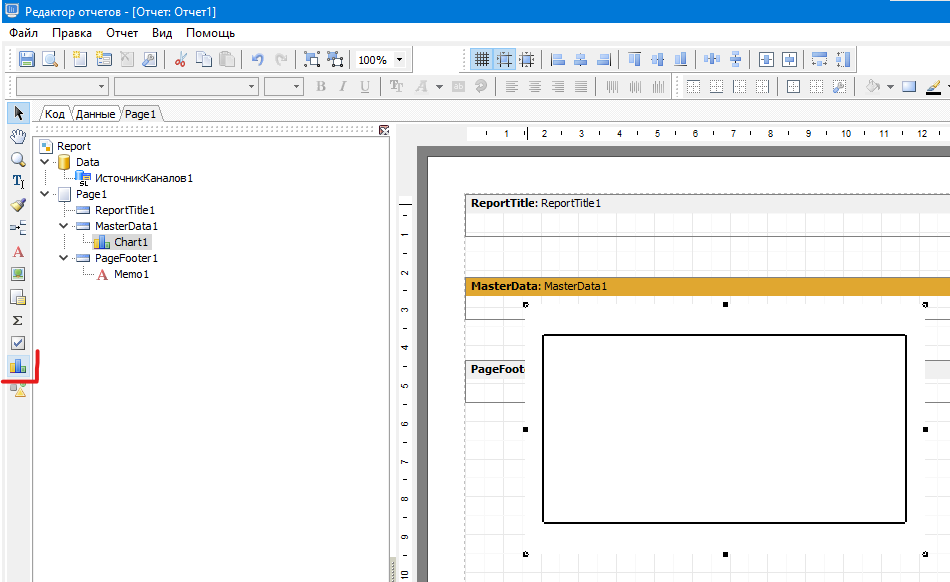 Редактор отчетов - [Отчет: Отчет1]
Файл Правка Отчет Вид Помощь
100%
B I U
Код Данные Page1
Report
Data
SL ИсточникКаналов1
Page1
ReportTitle1
MasterData1
Chart1
PageFooter1
A Memo1
1 2 3 4 5 6 7 8 9 10 11 12
1
2
3
4
5
6
7
8
9
10
ReportTitle: ReportTitle1
MasterData: MasterData1
PageFoot